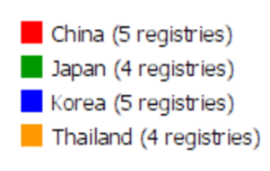 China (5 registries)
Japan (4 registries)
Korea (5 registries)
Thailand (4 registries)